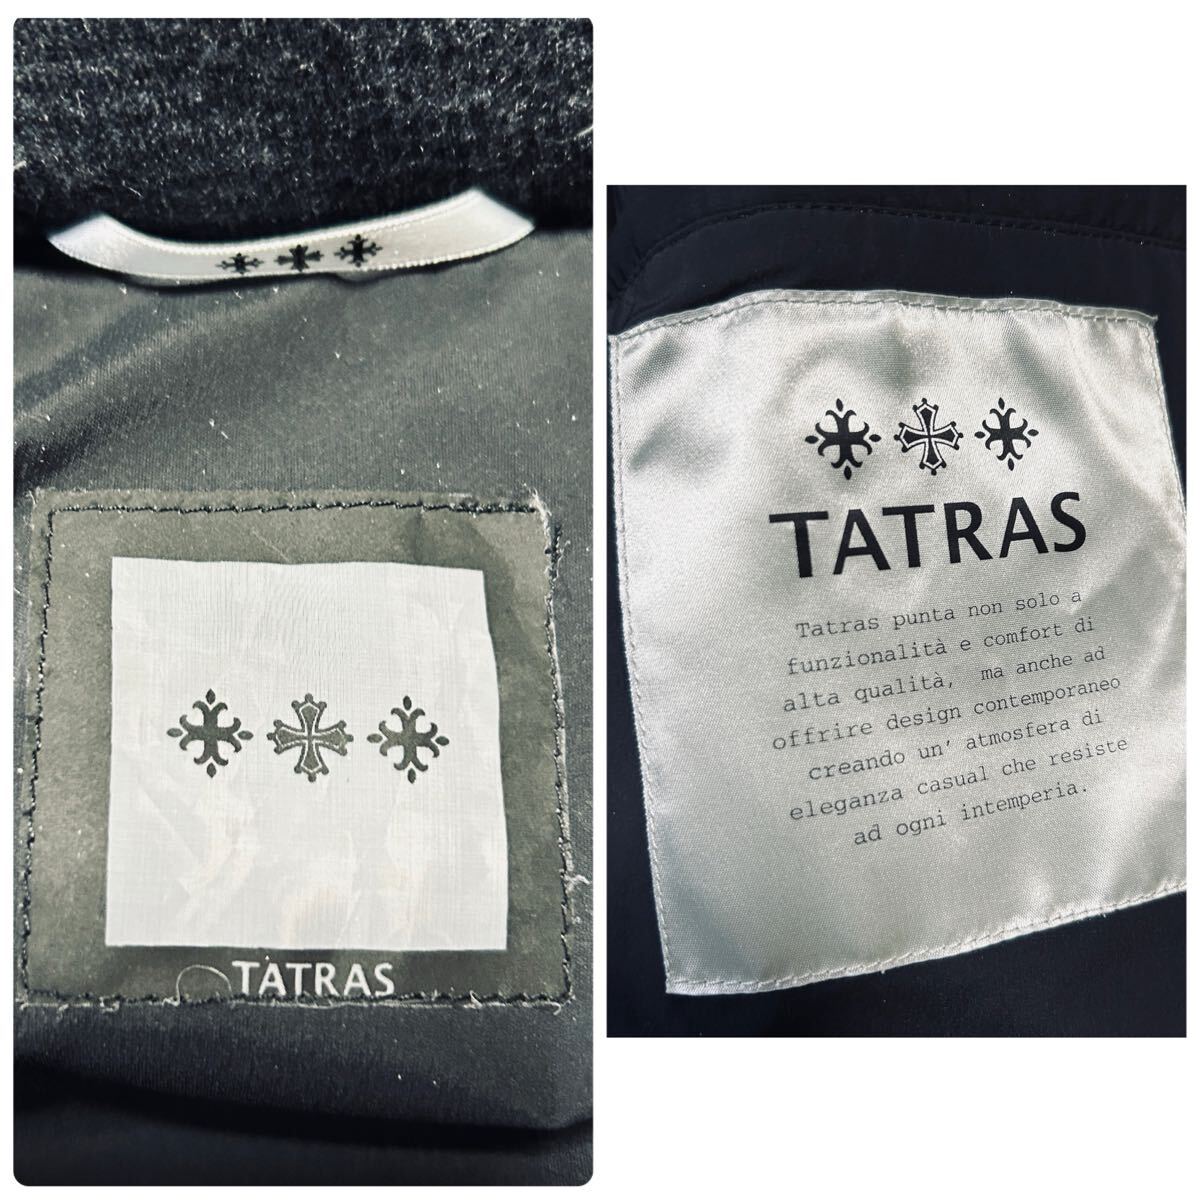 TATRAS
TATRAS
Tatras punta non solo a
funzionalità e comfort di
alta qualità, ma anche ad
offrire design contemporaneo
creando un' atmosfera di
eleganza casual che resiste
ad ogni intemperia.